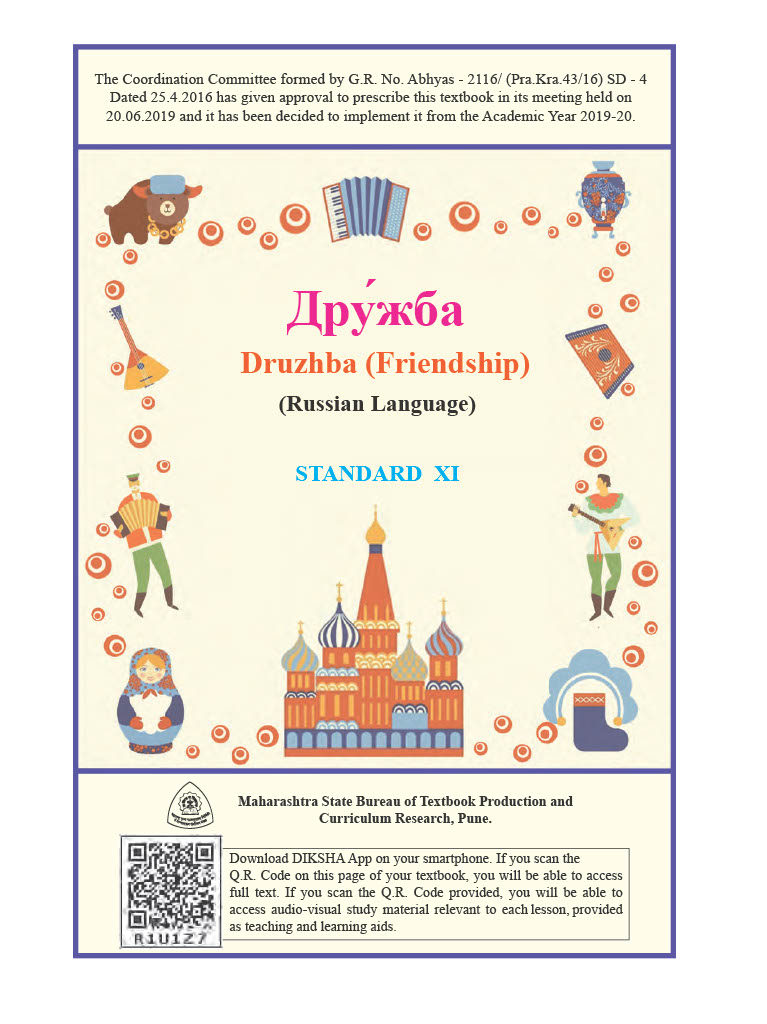 The Coordination Committee formed by G.R. No. Abhyas - 2116/ (Pra.Kra.43/16) SD - 4
Dated 25.4.2016 has given approval to prescribe this textbook in its meeting held on
20.06.2019 and it has been decided to implement it from the Academic Year 2019-20.
Дру́жба
Druzhba (Friendship)
(Russian Language)
STANDARD XI
Maharashtra State Bureau of Textbook Production and
Curriculum Research, Pune.
Download DIKSHA App on your smartphone. If you scan the
Q.R. Code on this page of your textbook, you will be able to access
full text. If you scan the Q.R. Code provided, you will be able to
access audio-visual study material relevant to each lesson, provided
as teaching and learning aids.
R1U1Z7